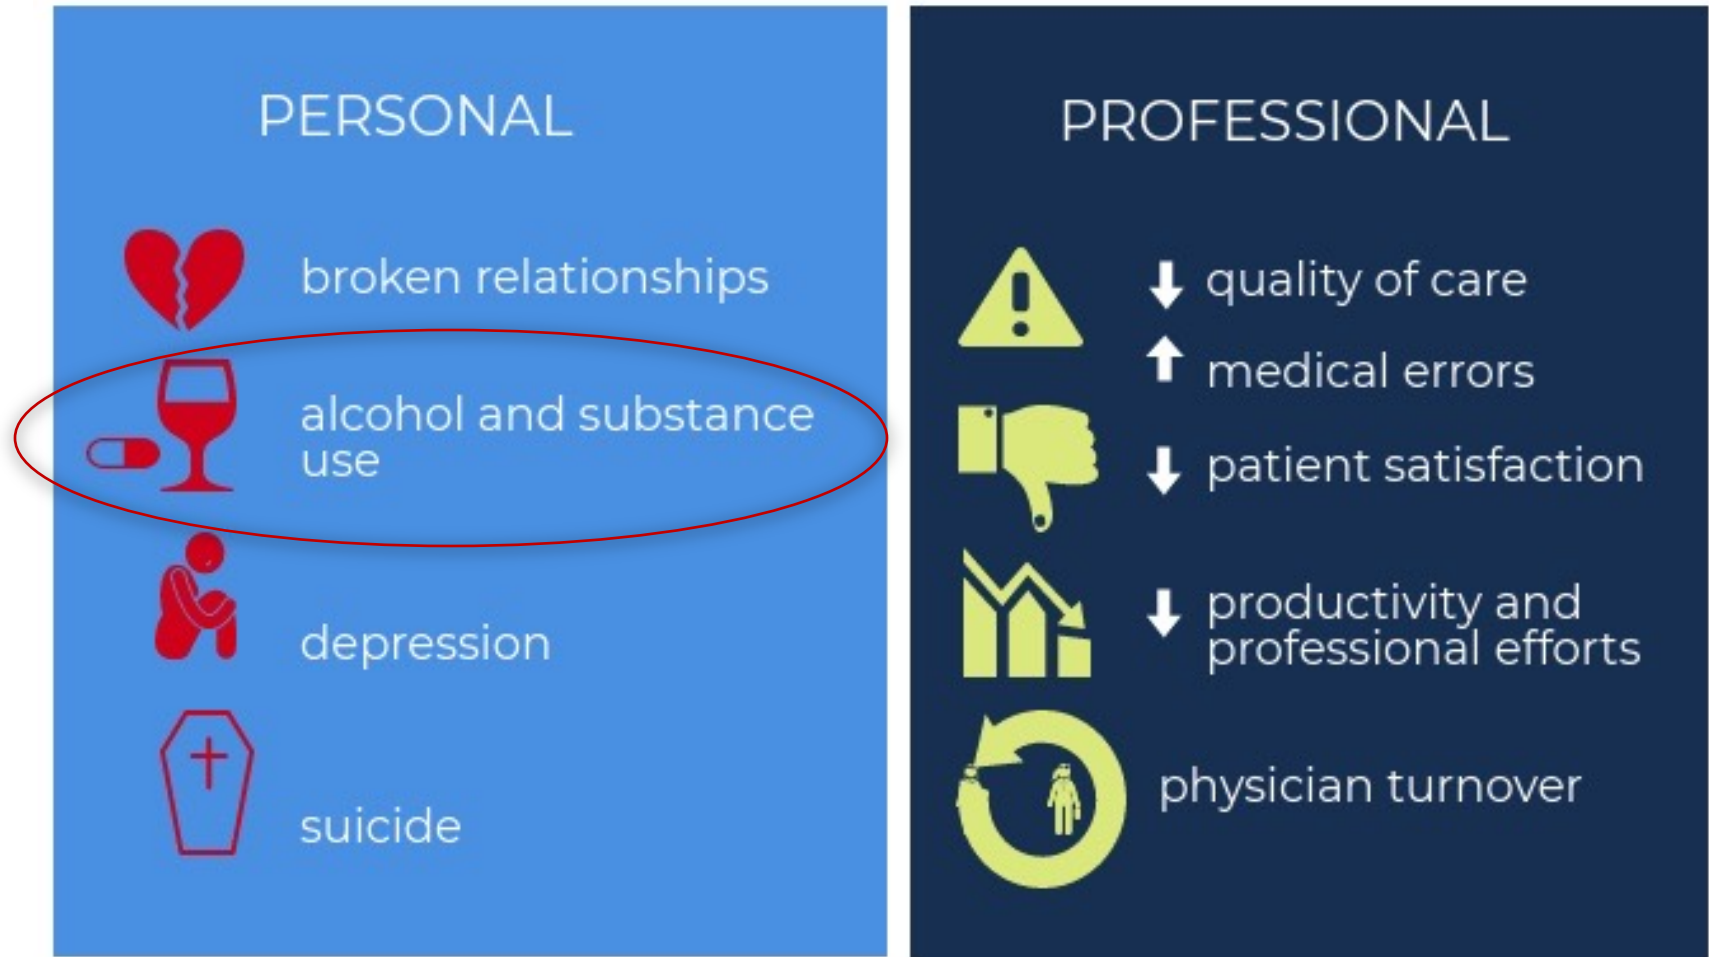 PERSONAL
broken relationships
alcohol and substance
use
depression
suicide
PROFESSIONAL
quality of care
medical errors
patient satisfaction
productivity and
professional efforts
physician turnover